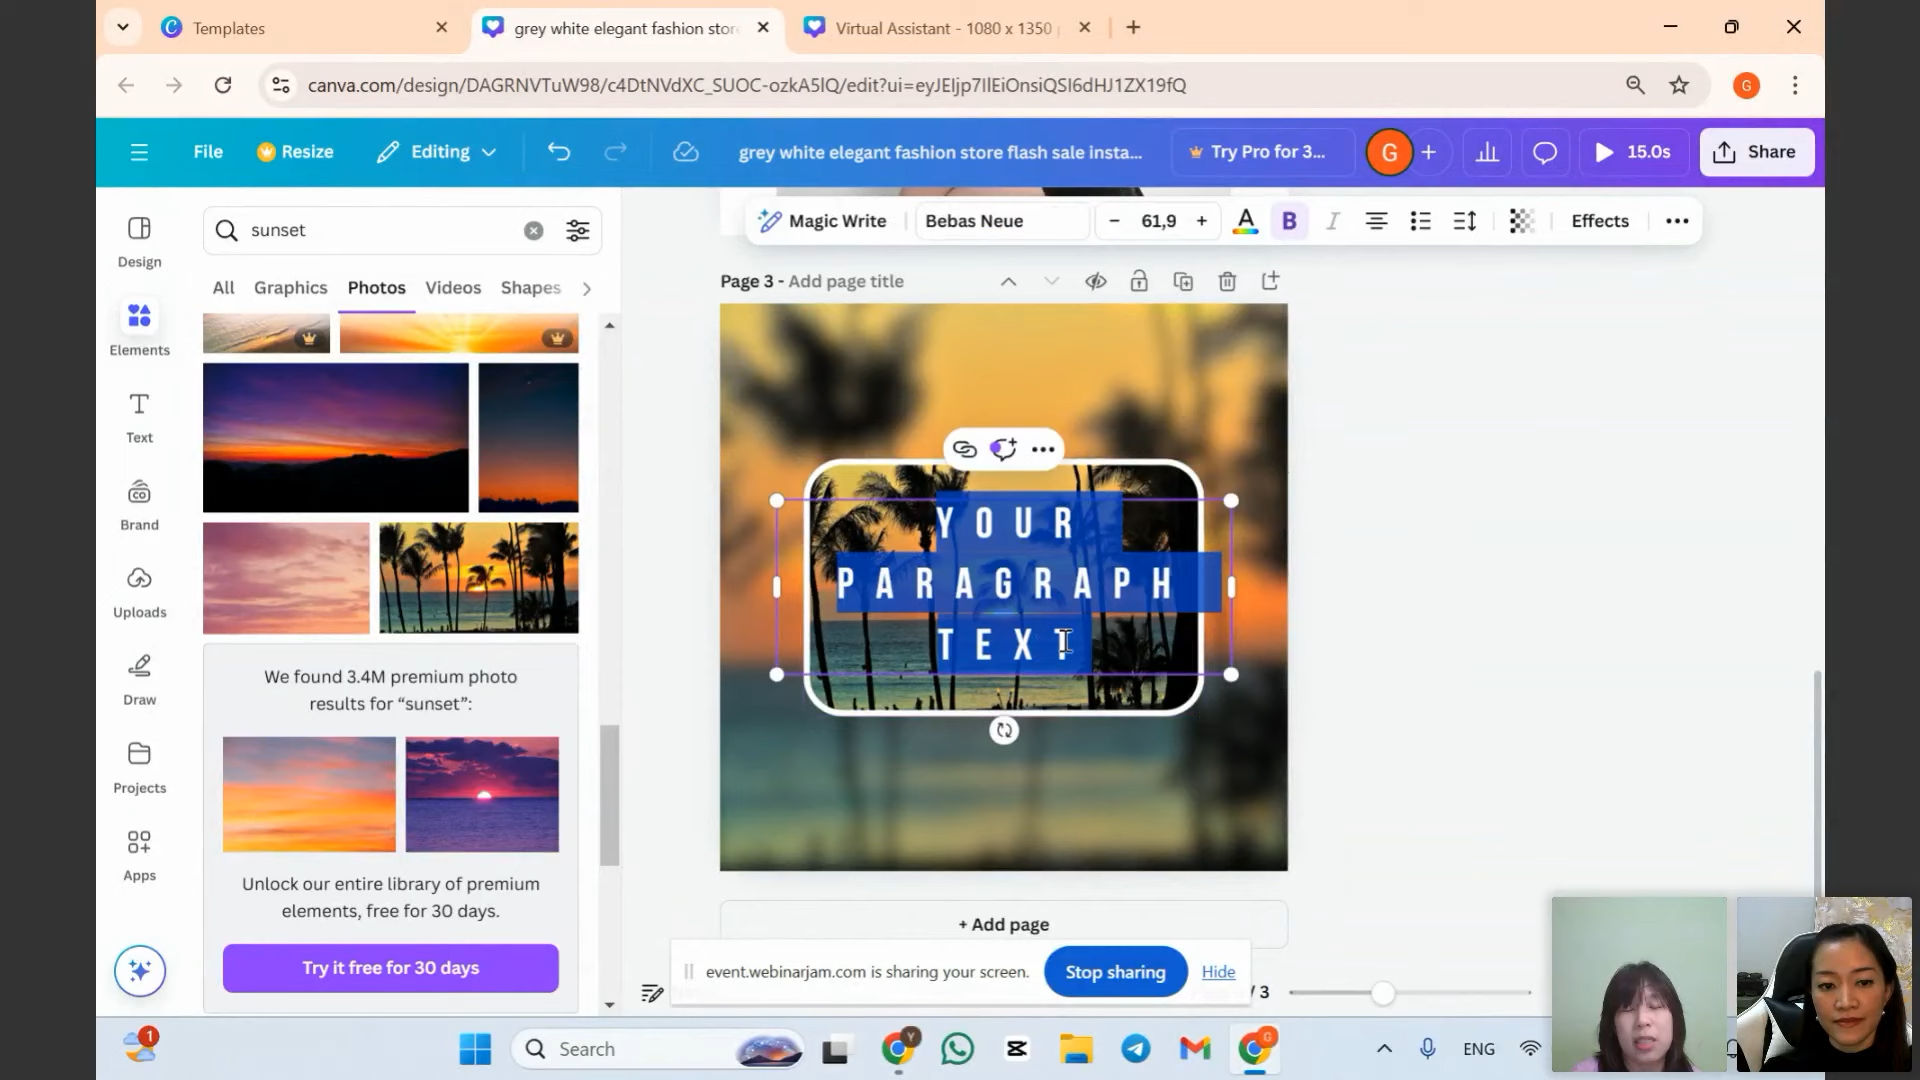 Templates
grey white elegant fashion stor
Virtual Assistant - 1080 x 1350 p
canva.com/design/DAGRNVTuW98/c4DtNVdXC_SUOC-ozkA5lQ/edit?ui=eyJEIjp7IlEiOnsiQSI6dHJ1ZX19fQ
G
File
Resize
Editing
grey white elegant fashion store flash sale insta...
Try Pro for 3...
G
15.0s
Share
Design
Elements
Text
Brand
Uploads
Draw
Projects
Apps
sunset
All
Graphics
Photos
Videos
Shapes
Magic Write
Bebas Neue
61,9
A
B
I
Effects
Page 3 - Add page title
YOUR
PARAGRAPH
TEXT
We found 3.4M premium photo
results for “sunset”:
Unlock our entire library of premium
elements, free for 30 days.
Try it free for 30 days
+ Add page
event.webinarjam.com is sharing your screen.
Stop sharing
Hide
/ 3
1
Search
Y
G
ENG